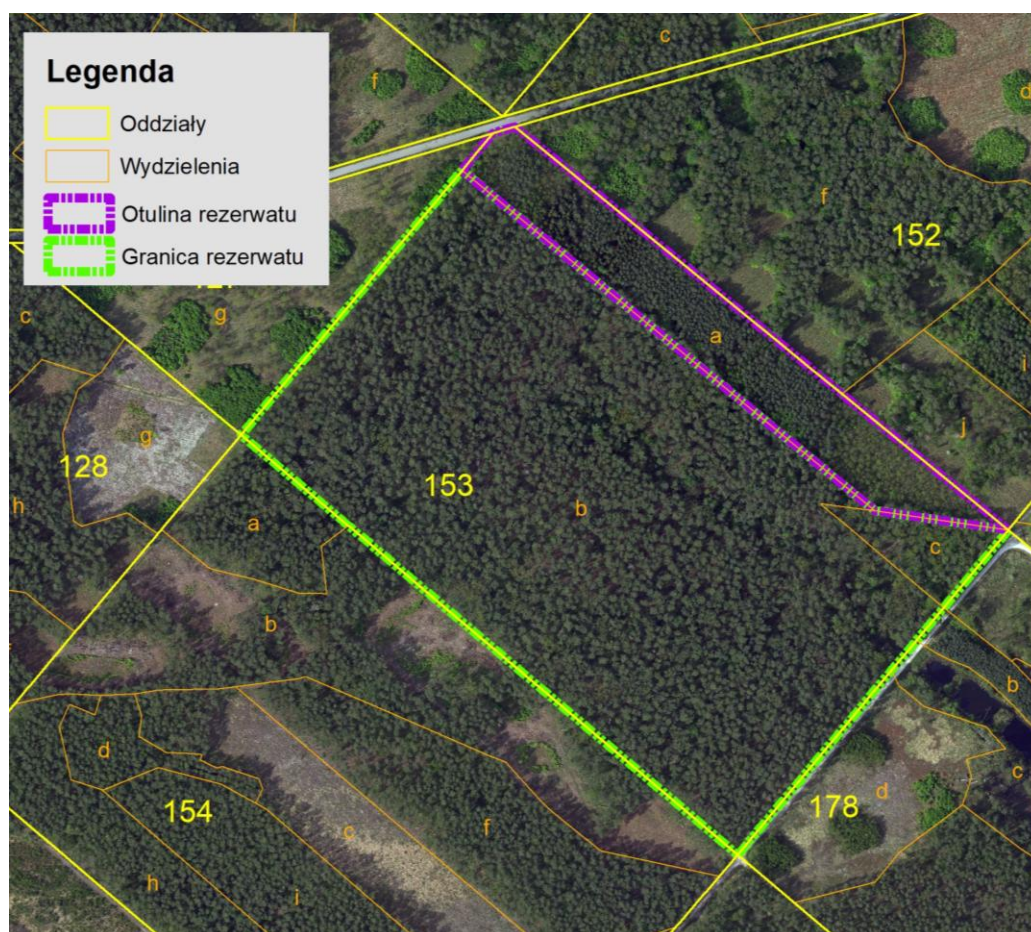 Legenda
Oddziały
Wydzielenia
Otulina rezerwatu
Granica rezerwatu
c
d
f
f
152
g
c
i
a
j
g
128
153
h
a
b
c
b
b
d
c
178
d
c
154
f
h
i